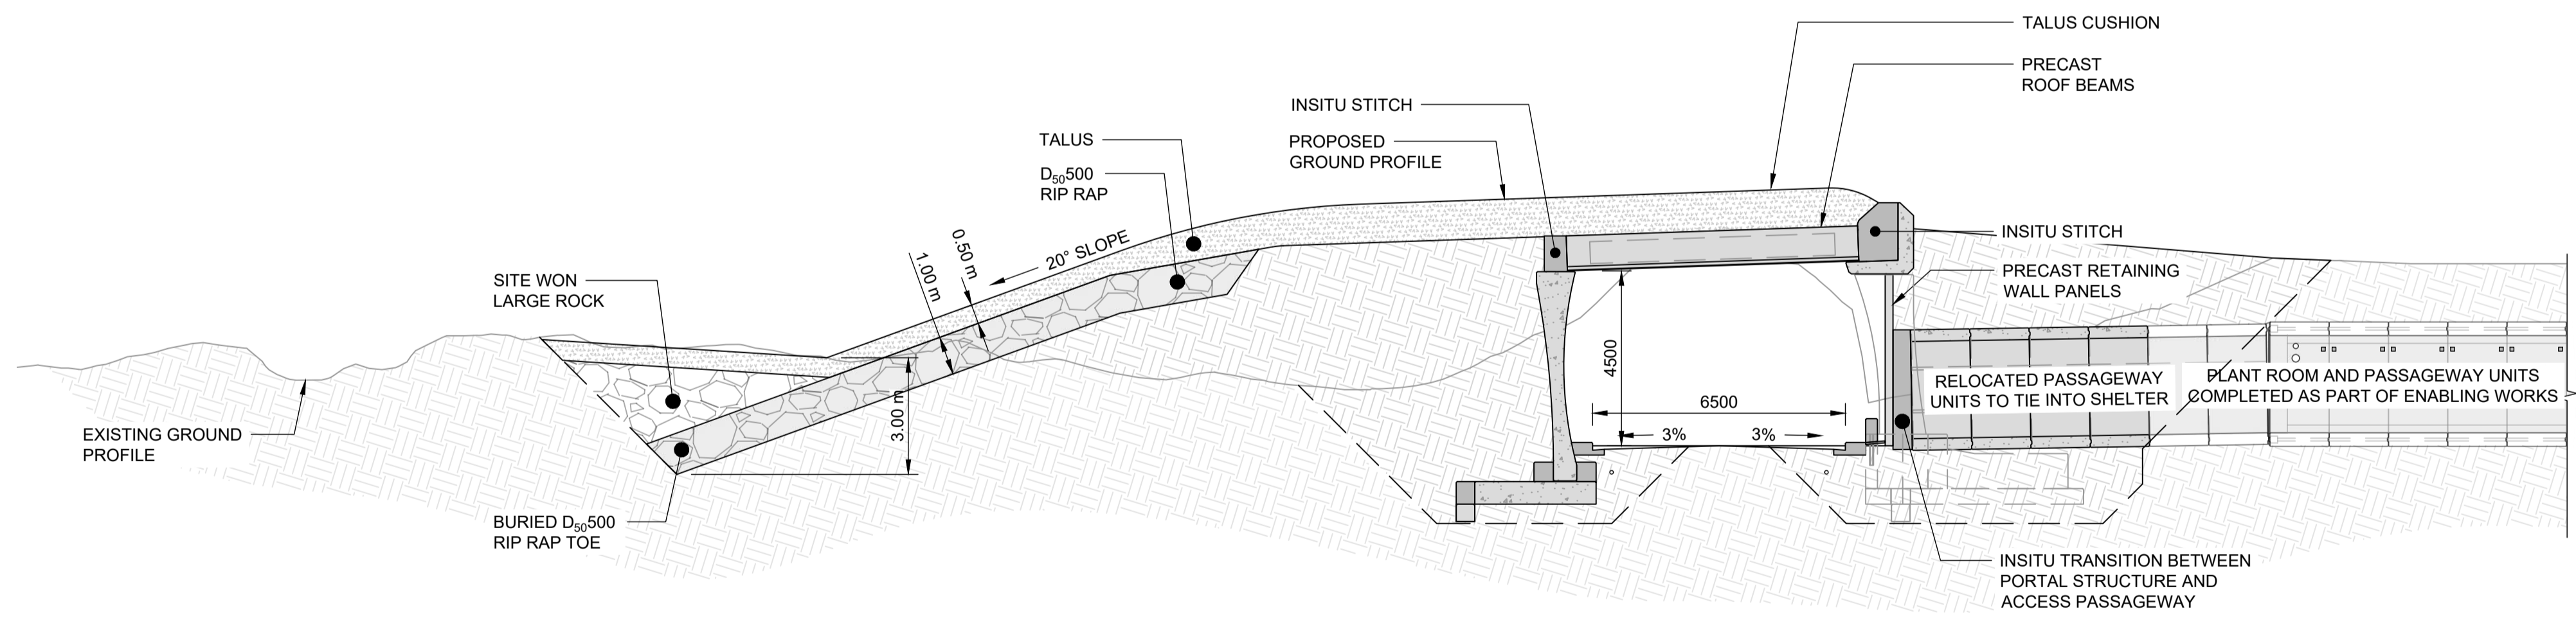 TALUS CUSHION
PRECAST
ROOF BEAMS
INSITU STITCH
PROPOSED
GROUND PROFILE
TALUS
D50500
RIP RAP
20° SLOPE
0.50 m
1.00 m
SITE WON
LARGE ROCK
INSITU STITCH
PRECAST RETAINING
WALL PANELS
4500
6500
3%
3%
3.00 m
RELOCATED PASSAGEWAY
UNITS TO TIE INTO SHELTER
PLANT ROOM AND PASSAGEWAY UNITS
COMPLETED AS PART OF ENABLING WORKS
EXISTING GROUND
PROFILE
BURIED D50500
RIP RAP TOE
INSITU TRANSITION BETWEEN
PORTAL STRUCTURE AND
ACCESS PASSAGEWAY